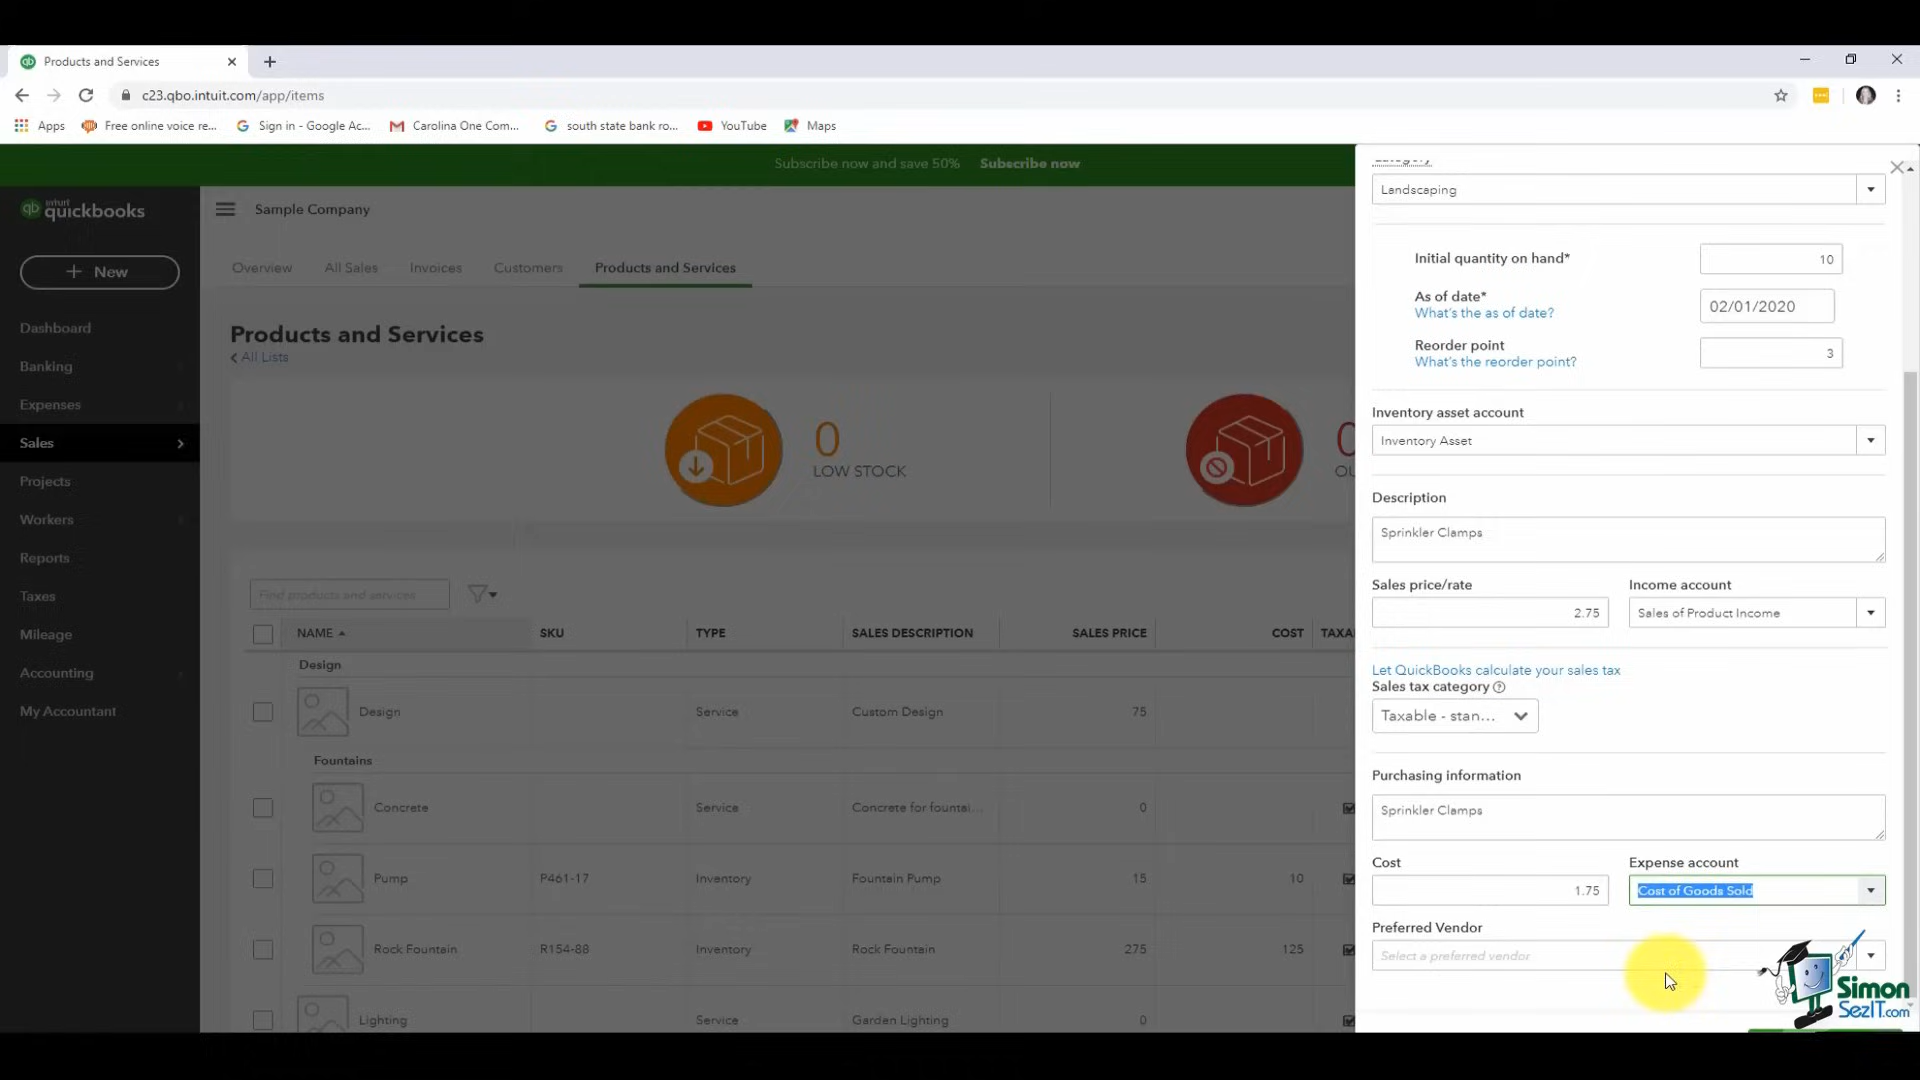 Products and Services
c23.qbo.intuit.com/app/items
Apps Free online voice re... Sign in - Google Ac... Carolina One Com... south state bank ro... YouTube Maps
Subscribe now and save 50% Subscribe now
intuit quickbooks
Sample Company
+ New
Overview All Sales Invoices Customers Products and Services
Dashboard
Banking
Expenses
Sales
Projects
Workers
Reports
Taxes
Mileage
Accounting
My Accountant
Products and Services
All Lists
0
LOW STOCK
0
OU
Find products and services
NAME SKU TYPE SALES DESCRIPTION SALES PRICE COST TAXA
Design
Design Service Custom Design 75
Fountains
Concrete Service Concrete for fountai... 0
Pump P461-17 Inventory Fountain Pump 15 10
Rock Fountain R154-88 Inventory Rock Fountain 275 125
Lighting Service Garden Lighting 0
Category
Landscaping
Initial quantity on hand* 10
As of date* 02/01/2020
What's the as of date?
Reorder point 3
What's the reorder point?
Inventory asset account
Inventory Asset
Description
Sprinkler Clamps
Sales price/rate Income account
2.75 Sales of Product Income
Let QuickBooks calculate your sales tax
Sales tax category
Taxable - stan...
Purchasing information
Sprinkler Clamps
Cost Expense account
1.75 Cost of Goods Sold
Preferred Vendor
Select a preferred vendor
Simon
SezIT.com